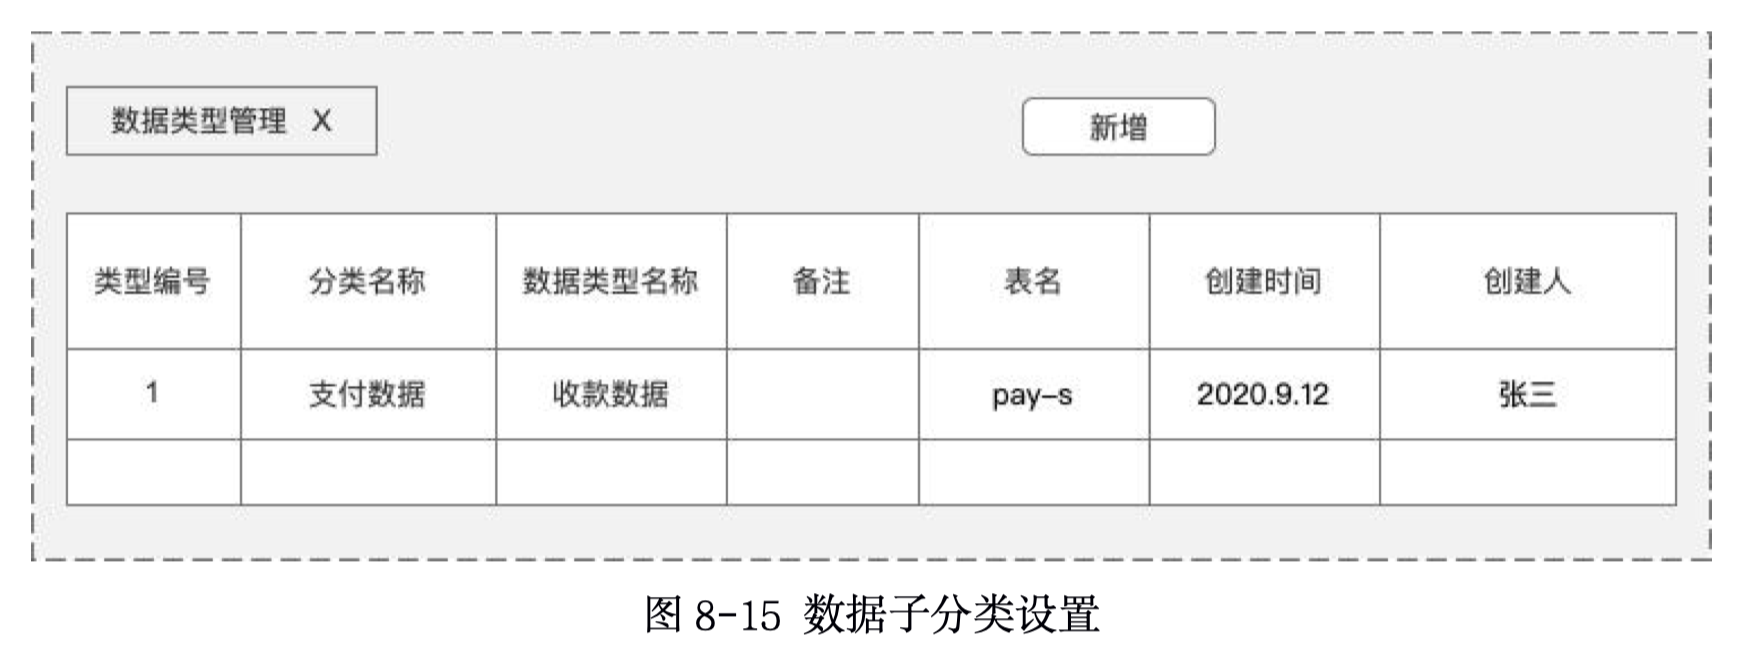 数据类型管理 X
新增
类型编号 分类名称 数据类型名称 备注 表名 创建时间 创建人
1 支付数据 收款数据 pay-s 2020.9.12 张三
图 8-15 数据子分类设置